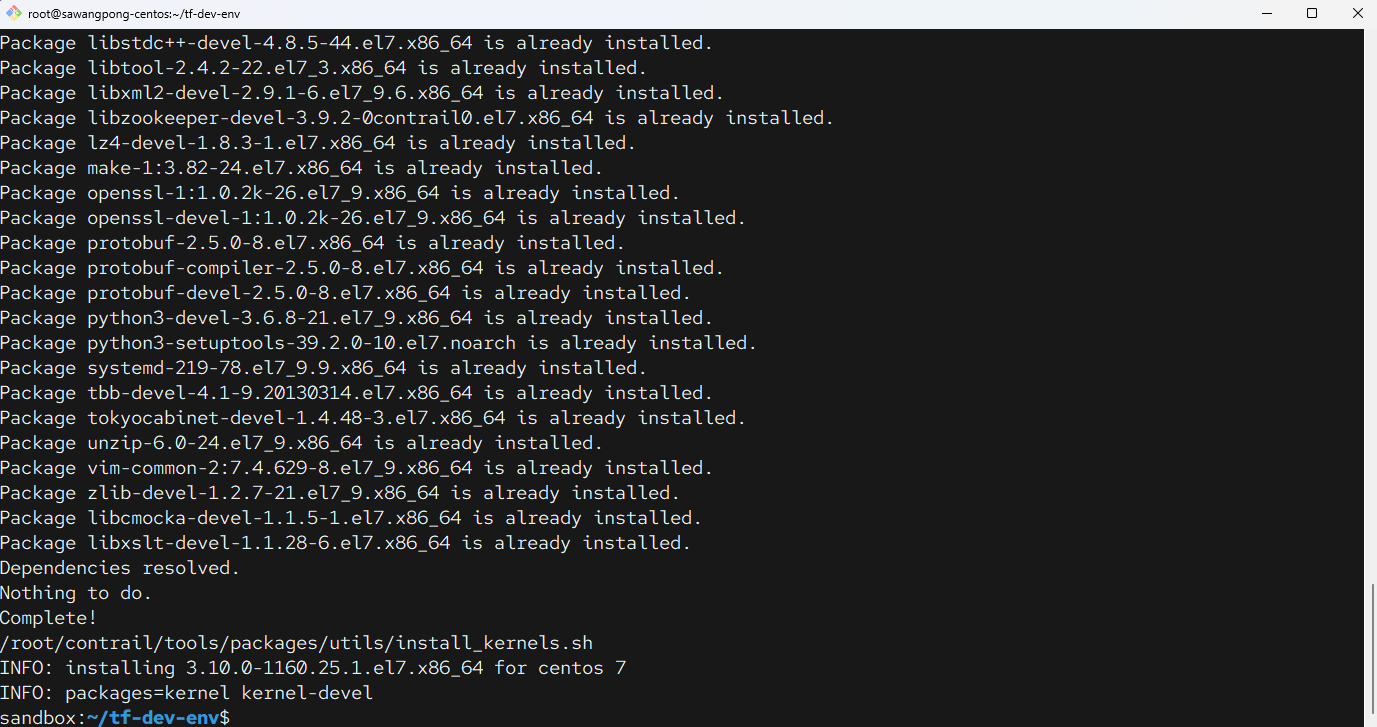 root@sawangpong-centos:~/tf-dev-env
Package libstdc++-devel-4.8.5-44.el7.x86_64 is already installed.
Package libtool-2.4.2-22.el7_3.x86_64 is already installed.
Package libxml2-devel-2.9.1-6.el7_9.6.x86_64 is already installed.
Package libzookeeper-devel-3.9.2-0contrail0.el7.x86_64 is already installed.
Package lz4-devel-1.8.3-1.el7.x86_64 is already installed.
Package make-1:3.82-24.el7.x86_64 is already installed.
Package openssl-1:1.0.2k-26.el7_9.x86_64 is already installed.
Package openssl-devel-1:1.0.2k-26.el7_9.x86_64 is already installed.
Package protobuf-2.5.0-8.el7.x86_64 is already installed.
Package protobuf-compiler-2.5.0-8.el7.x86_64 is already installed.
Package protobuf-devel-2.5.0-8.el7.x86_64 is already installed.
Package python3-devel-3.6.8-21.el7_9.x86_64 is already installed.
Package python3-setuptools-39.2.0-10.el7.noarch is already installed.
Package systemd-219-78.el7_9.9.x86_64 is already installed.
Package tbb-devel-4.1-9.20130314.el7.x86_64 is already installed.
Package tokyocabinet-devel-1.4.48-3.el7.x86_64 is already installed.
Package unzip-6.0-24.el7_9.x86_64 is already installed.
Package vim-common-2:7.4.629-8.el7_9.x86_64 is already installed.
Package zlib-devel-1.2.7-21.el7_9.x86_64 is already installed.
Package libcmocka-devel-1.1.5-1.el7.x86_64 is already installed.
Package libxslt-devel-1.1.28-6.el7.x86_64 is already installed.
Dependencies resolved.
Nothing to do.
Complete!
/root/contrail/tools/packages/utils/install_kernels.sh
INFO: installing 3.10.0-1160.25.1.el7.x86_64 for centos 7
INFO: packages=kernel kernel-devel
sandbox:~/tf-dev-env$